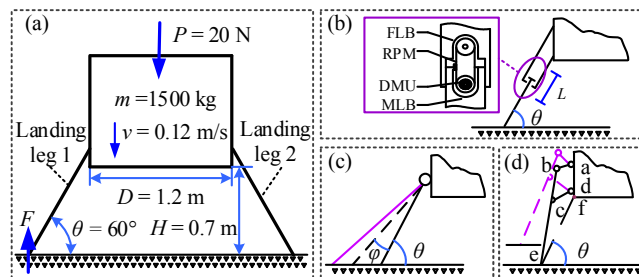 (a)
P = 20 N
m =1500 kg
v = 0.12 m/s
Landing
leg 1
Landing
leg 2
D = 1.2 m
F
θ = 60°
H = 0.7 m
(b)
FLB
RPM
DMU
MLB
L
θ
(c)
φ
θ
(d)
b
a
d
c
f
e
θ